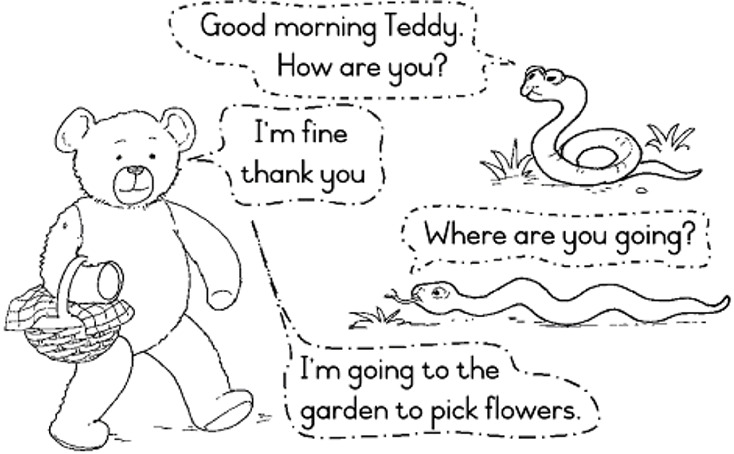 Good morning Teddy.
How are you?
I'm fine
thank you
Where are you going?
I'm going to the
garden to pick flowers.